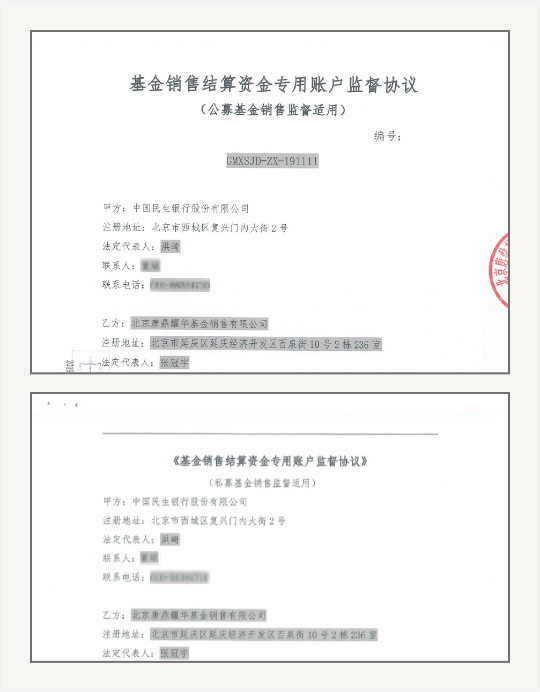 基金销售结算资金专用账户监督协议
（公募基金销售监督适用）
编号：
GMXSJD-ZX-191111
甲方：中国民生银行股份有限公司
注册地址：北京市西城区复兴门内大街 2 号
法定代表人：洪崎
联系人：
联系电话：
乙方：北京唐鼎耀华基金销售有限公司
注册地址：北京市延庆区延庆经济开发区百泉街 10 号 2 栋 236 室
法定代表人：张冠宇
《基金销售结算资金专用账户监督协议》
（私募基金销售监督适用）
甲方：中国民生银行股份有限公司
注册地址：北京市西城区复兴门内大街 2 号
法定代表人：洪崎
联系人：
联系电话：
乙方：北京唐鼎耀华基金销售有限公司
注册地址：北京市延庆区延庆经济开发区百泉街 10 号 2 栋 236 室
法定代表人：张冠宇